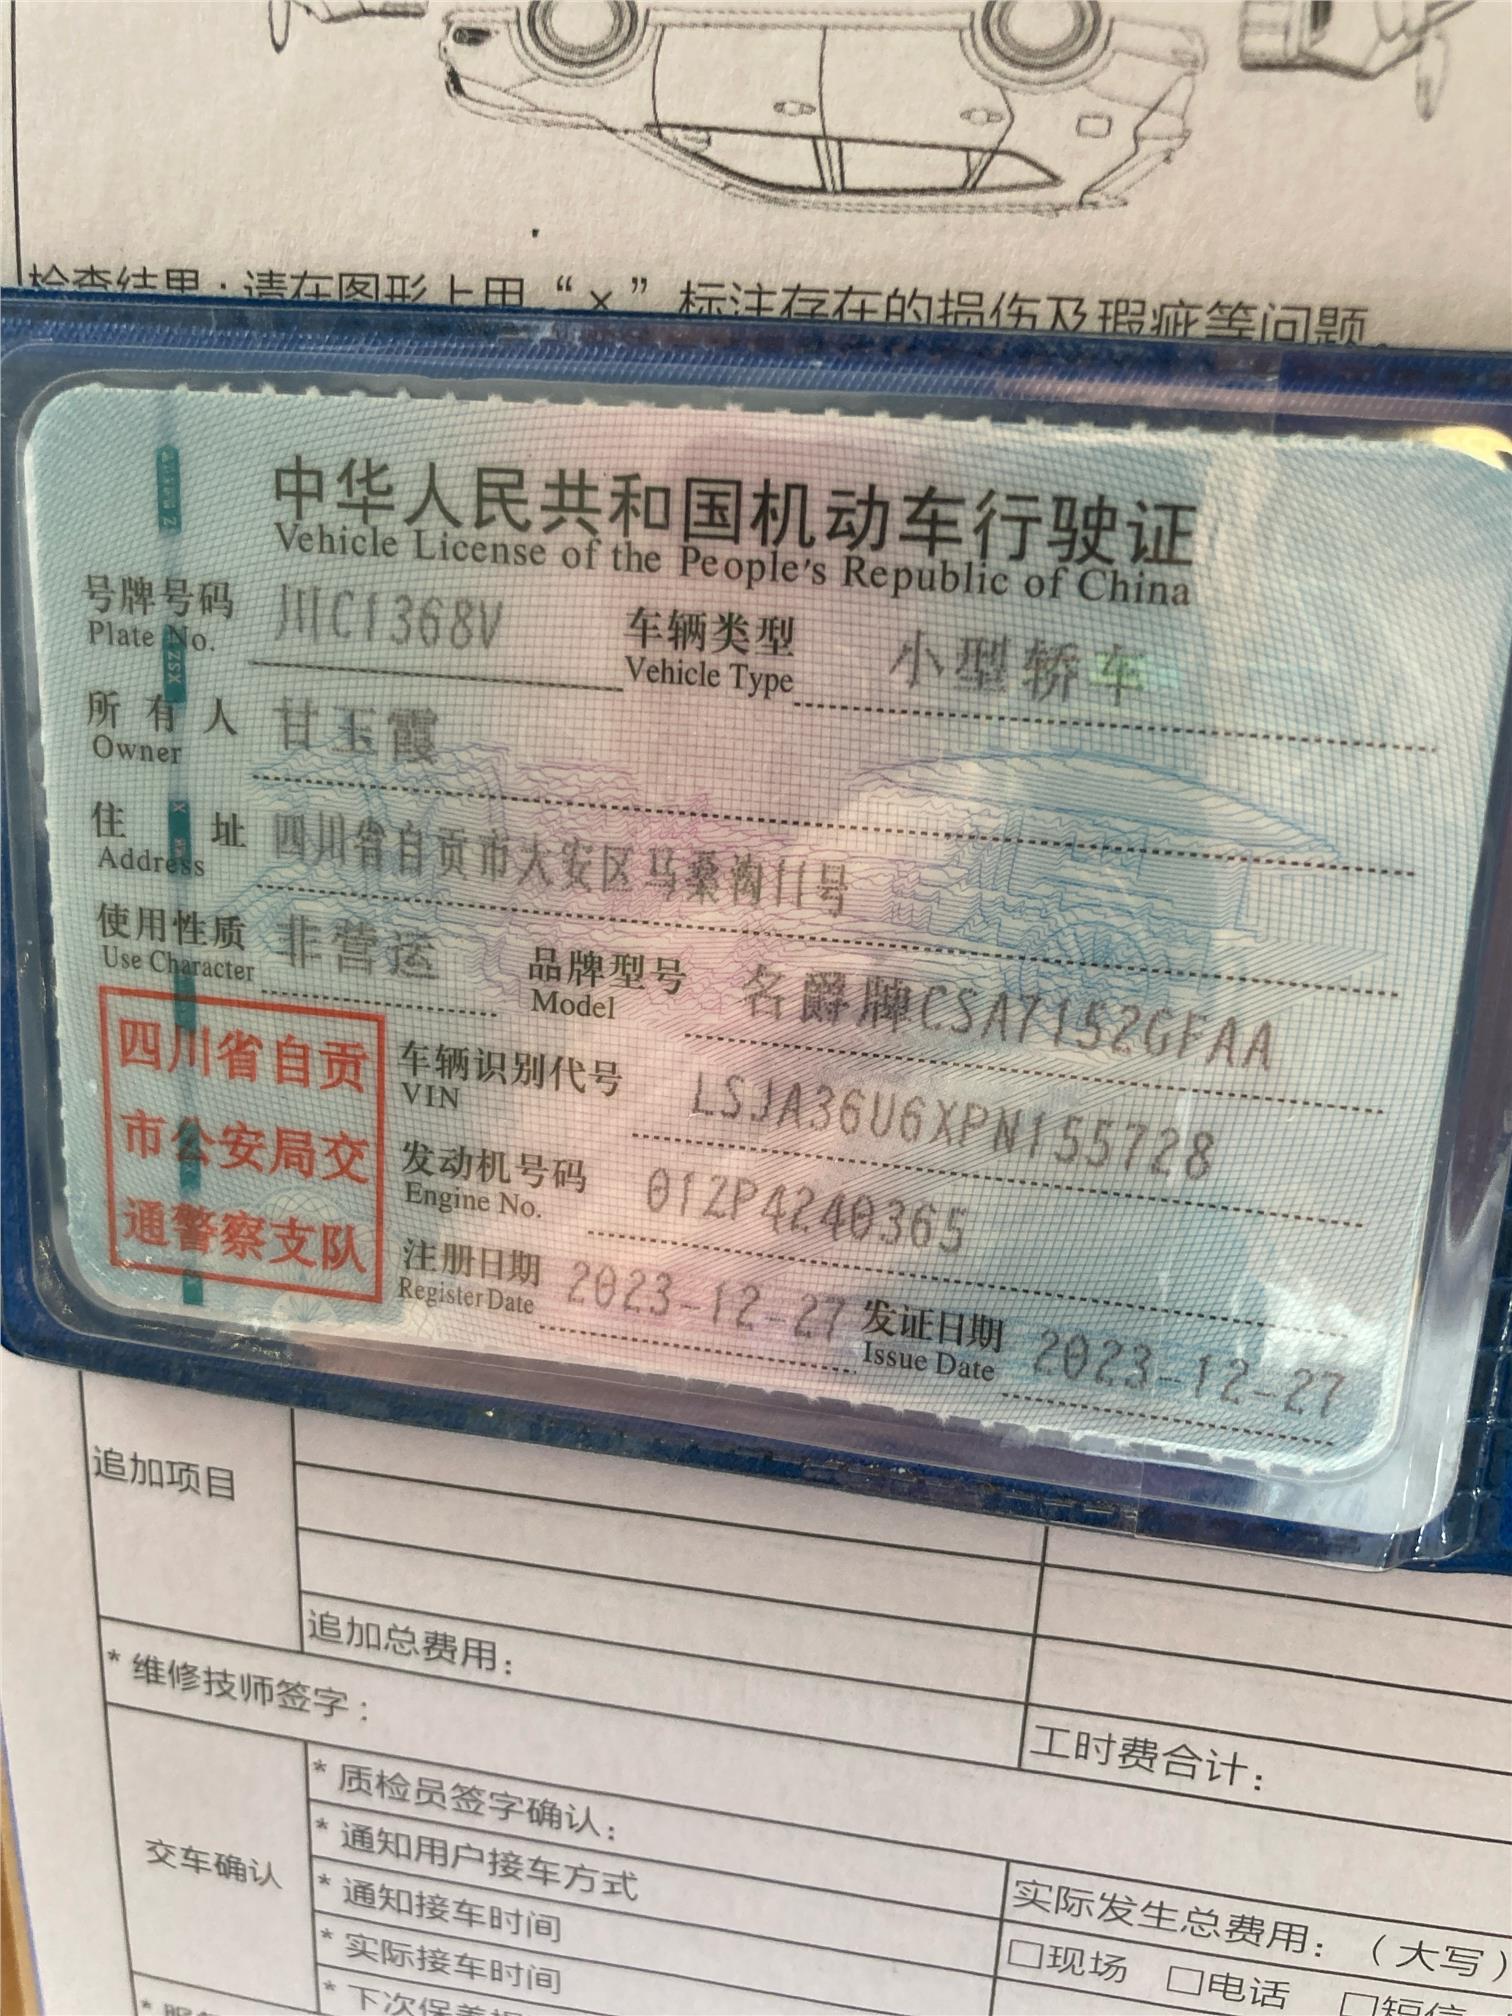 检查结果：请在图形上用“×”标注存在的损伤及瑕疵等问题。
中华人民共和国机动车行驶证
Vehicle License of the People's Republic of China
号牌号码 川C1368V 车辆类型 小型轿车
Plate No. Vehicle Type
所有人 甘玉霞
Owner
住址 四川省自贡市大安区马桑沟11号
Address
使用性质 非营运 品牌型号 名爵牌CSA7152GFAA
Use Character Model
四川省自贡
市公安局交
通警察支队
车辆识别代号 LSJA36U6XPN155728
VIN
发动机号码 01ZP4240365
Engine No.
注册日期 2023-12-27 发证日期 2023-12-27
Register Date Issue Date
追加项目
追加总费用：
*维修技师签字：
工时费合计：
交车确认
*质检员签字确认：
*通知用户接车方式
*通知接车时间
*实际接车时间
实际发生总费用：（大写）
□现场 □电话 □短信
*下次保养